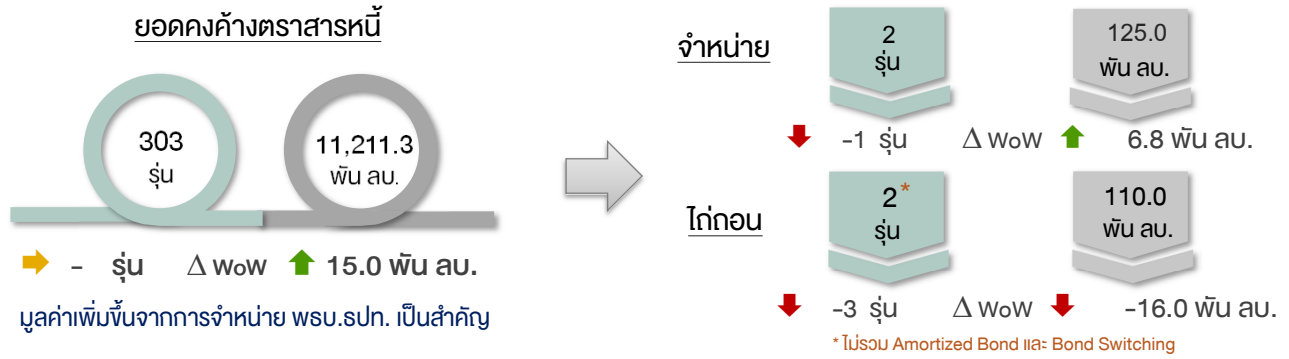 ยอดคงค้างตราสารหนี้
303
รุ่น
11,211.3
พัน ลบ.
- รุ่น Δ WoW 15.0 พัน ลบ.
มูลค่าเพิ่มขึ้นจากการจำหน่าย พธบ.ธปท. เป็นสำคัญ
จำหน่าย
2
รุ่น
125.0
พัน ลบ.
-1 รุ่น Δ WoW 6.8 พัน ลบ.
ไถ่ถอน
2*
รุ่น
110.0
พัน ลบ.
-3 รุ่น Δ WoW -16.0 พัน ลบ.
* ไม่รวม Amortized Bond และ Bond Switching